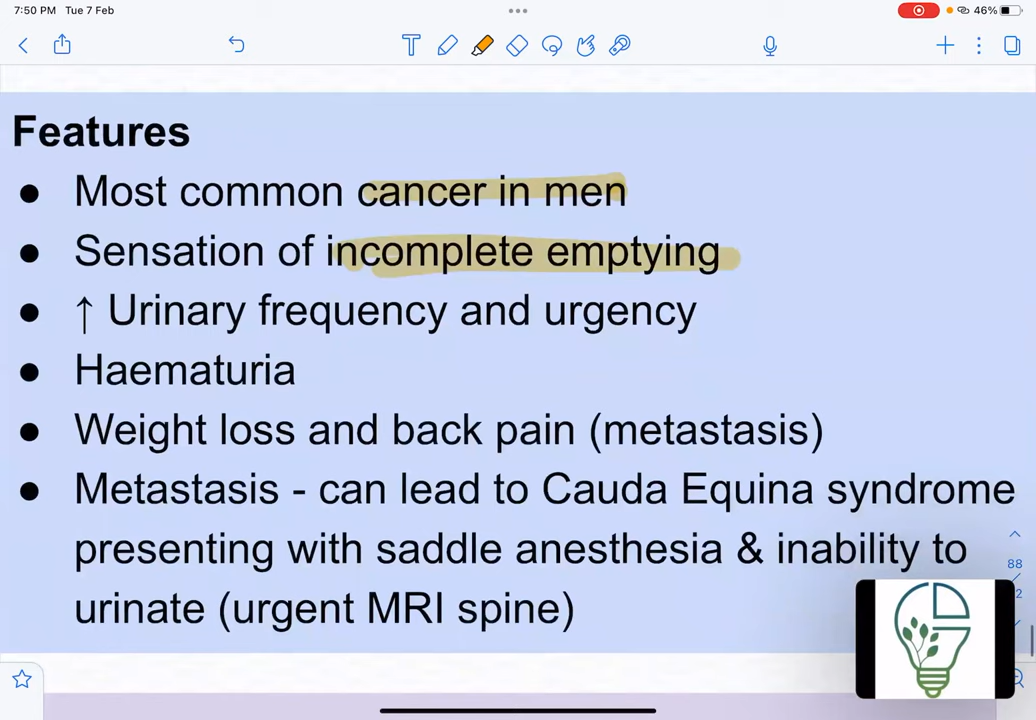 7:50 PM Tue 7 Feb
46%
Features
● Most common cancer in men
● Sensation of incomplete emptying
● ↑ Urinary frequency and urgency
● Haematuria
● Weight loss and back pain (metastasis)
● Metastasis - can lead to Cauda Equina syndrome
presenting with saddle anesthesia & inability to
urinate (urgent MRI spine)
88